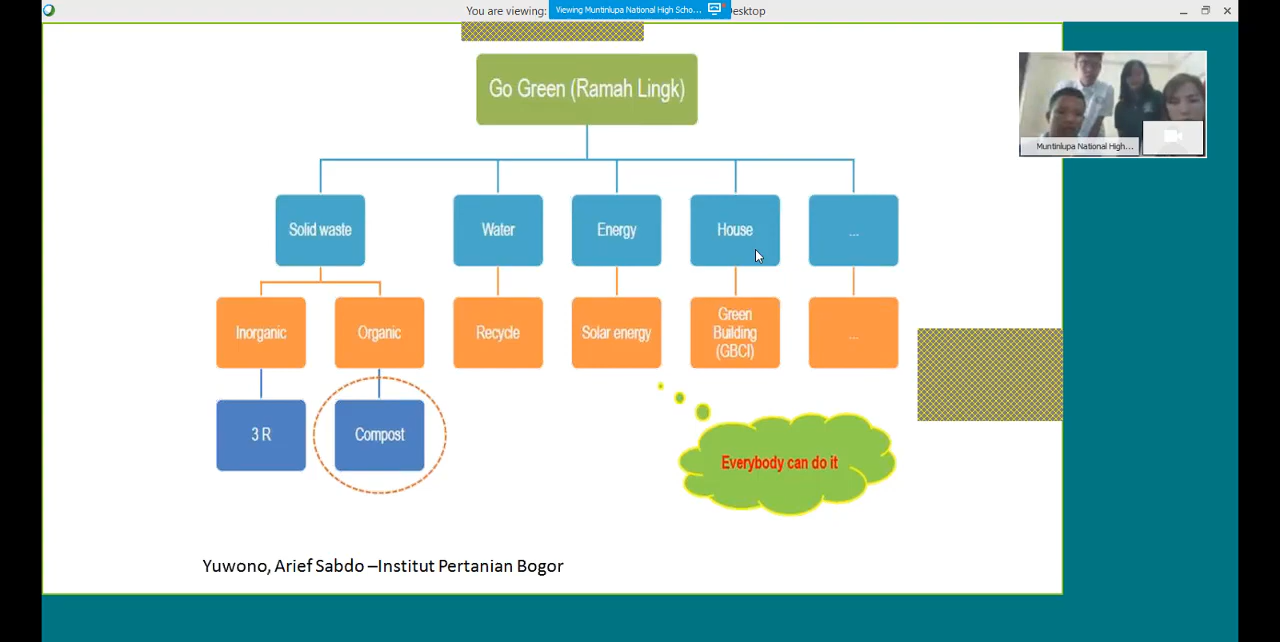 You are viewing:
Viewing Muntinlupa National High Scho...
Desktop
Go Green (Ramah Lingk)
Muntinlupa National High...
Solid waste
Water
Energy
House
...
Inorganic
Organic
Recycle
Solar energy
Green
Building
(GBCI)
...
3 R
Compost
Everybody can do it
Yuwono, Arief Sabdo –Institut Pertanian Bogor